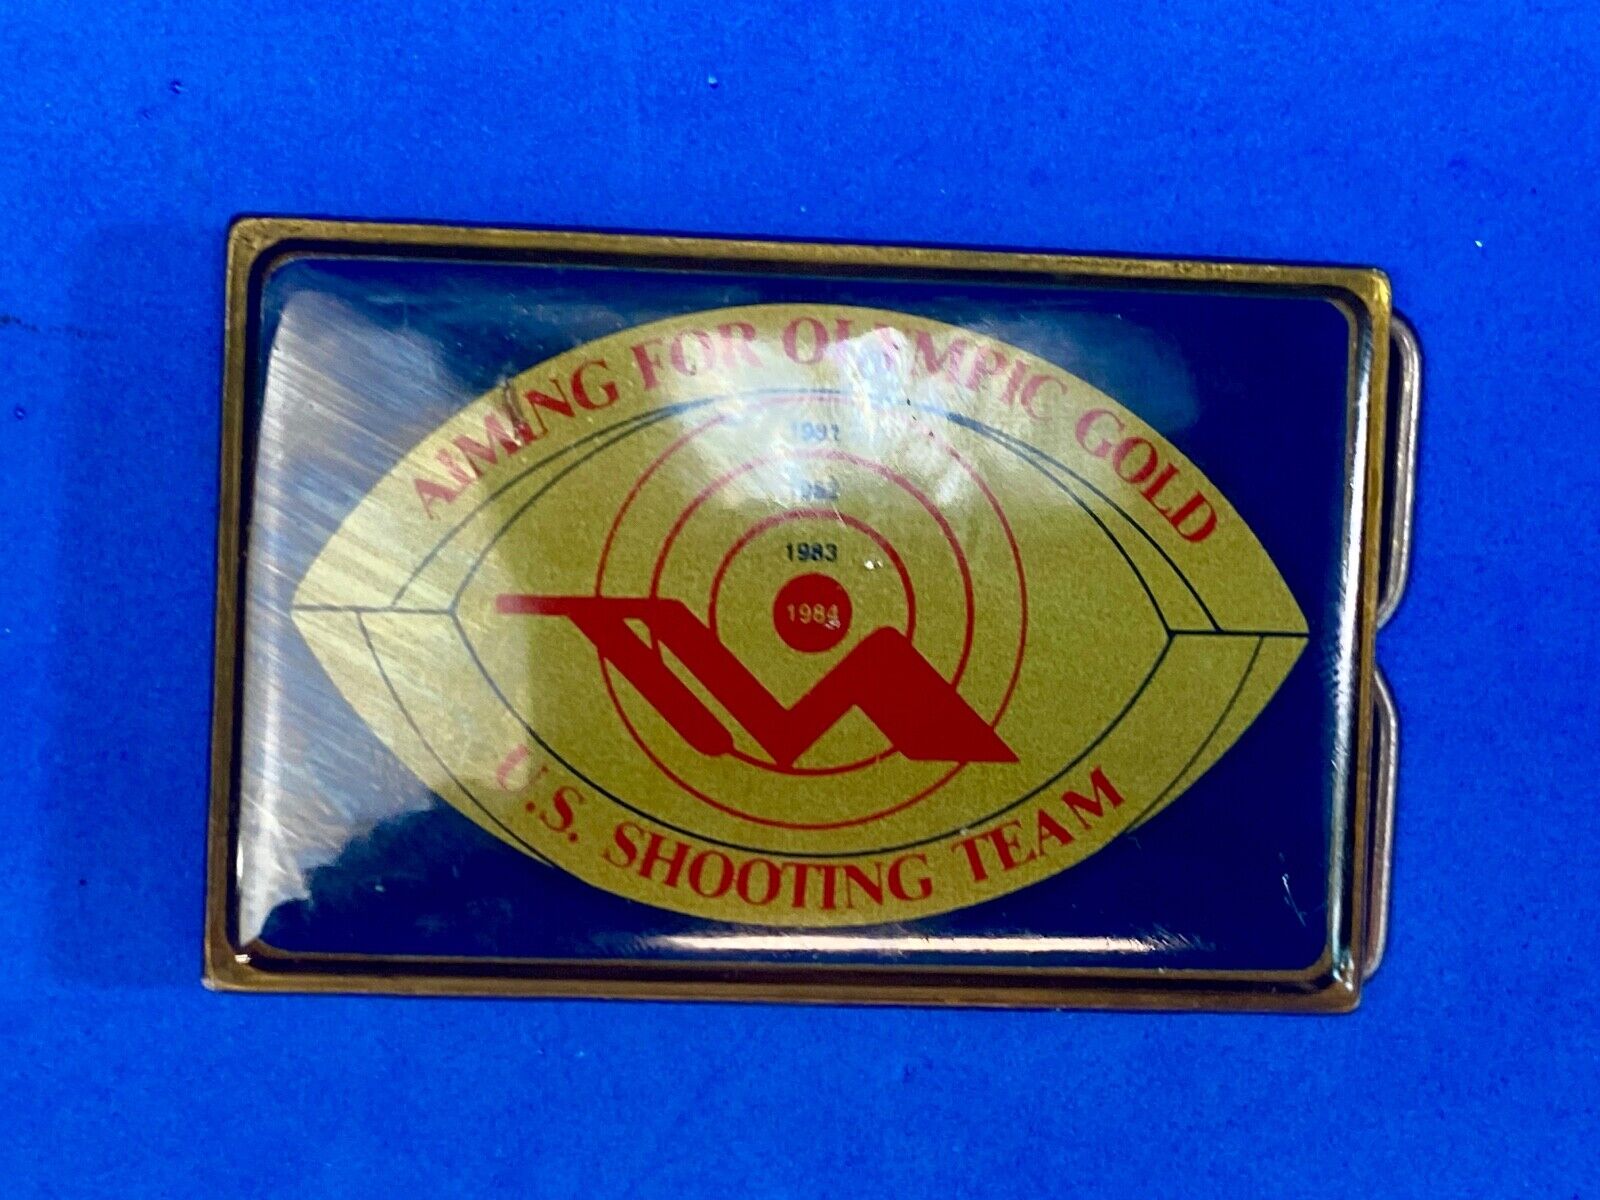 AIMING FOR OLYMPIC GOLD
1981
1982
1983
1984
U.S. SHOOTING TEAM